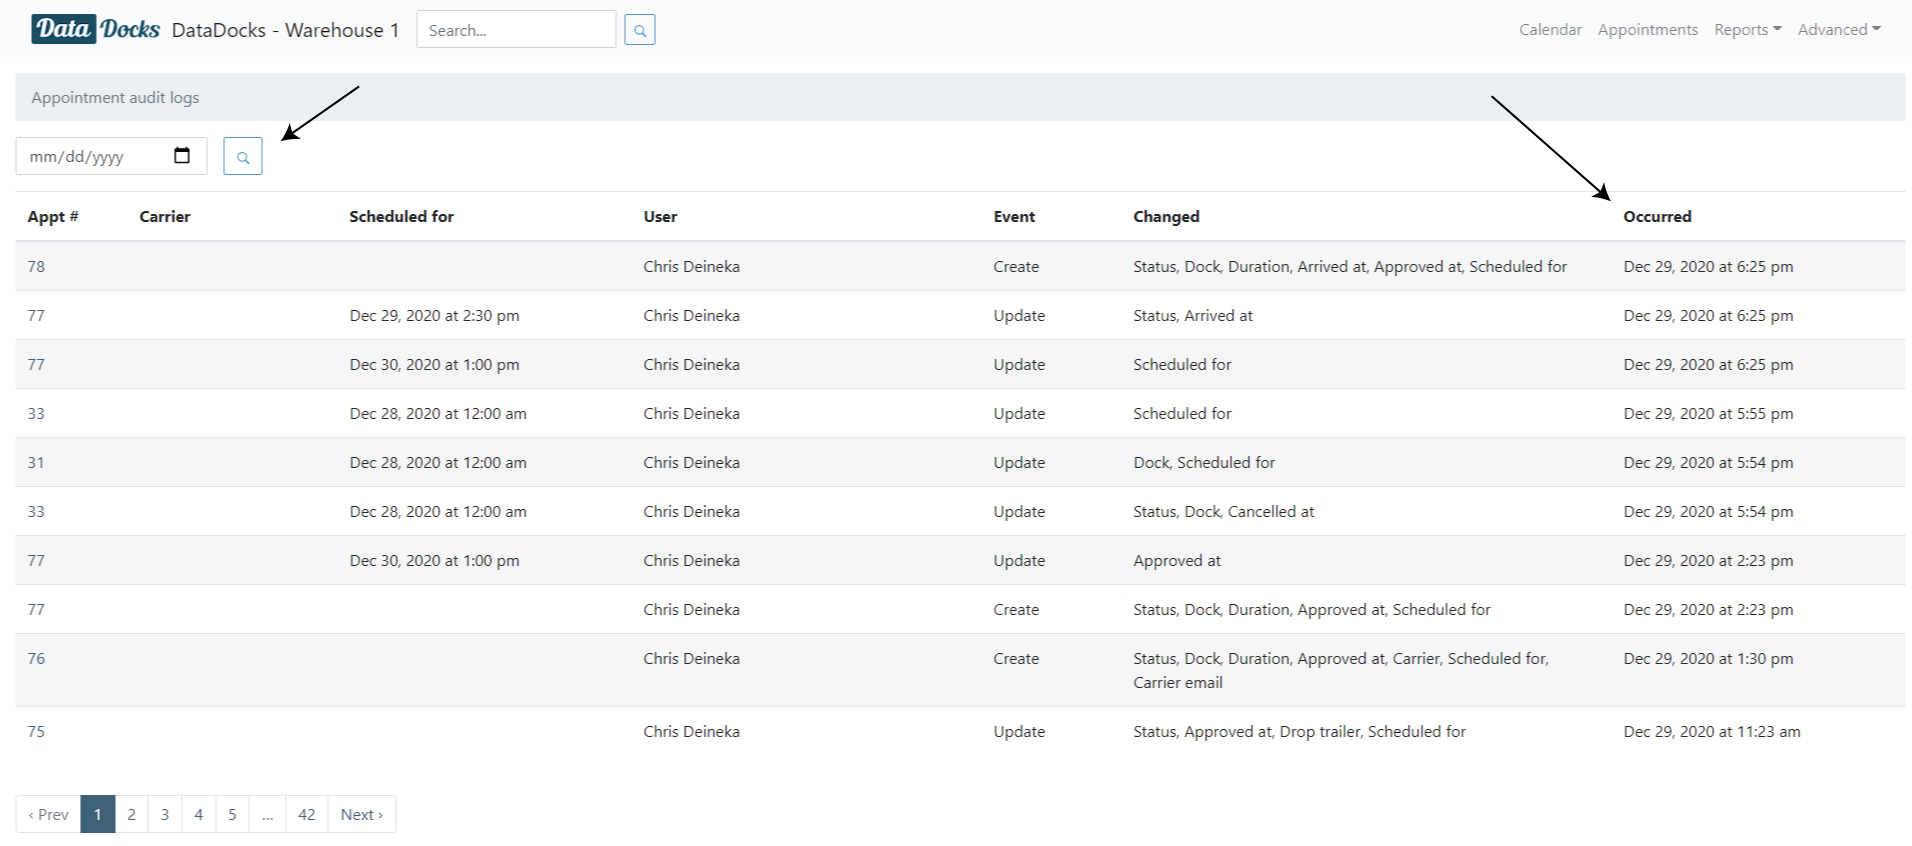 Data Docks DataDocks - Warehouse 1 Search... Calendar Appointments Reports Advanced
Appointment audit logs
mm/dd/yyyy
Appt # Carrier Scheduled for User Event Changed Occurred
78 Chris Deineka Create Status, Dock, Duration, Arrived at, Approved at, Scheduled for Dec 29, 2020 at 6:25 pm
77 Dec 29, 2020 at 2:30 pm Chris Deineka Update Status, Arrived at Dec 29, 2020 at 6:25 pm
77 Dec 30, 2020 at 1:00 pm Chris Deineka Update Scheduled for Dec 29, 2020 at 6:25 pm
33 Dec 28, 2020 at 12:00 am Chris Deineka Update Scheduled for Dec 29, 2020 at 5:55 pm
31 Dec 28, 2020 at 12:00 am Chris Deineka Update Dock, Scheduled for Dec 29, 2020 at 5:54 pm
33 Dec 28, 2020 at 12:00 am Chris Deineka Update Status, Dock, Cancelled at Dec 29, 2020 at 5:54 pm
77 Dec 30, 2020 at 1:00 pm Chris Deineka Update Approved at Dec 29, 2020 at 2:23 pm
77 Chris Deineka Create Status, Dock, Duration, Approved at, Scheduled for Dec 29, 2020 at 2:23 pm
76 Chris Deineka Create Status, Dock, Duration, Approved at, Carrier, Scheduled for, Dec 29, 2020 at 1:30 pm
Carrier email
75 Chris Deineka Update Status, Approved at, Drop trailer, Scheduled for Dec 29, 2020 at 11:23 am
‹ Prev 1 2 3 4 5 ... 42 Next ›